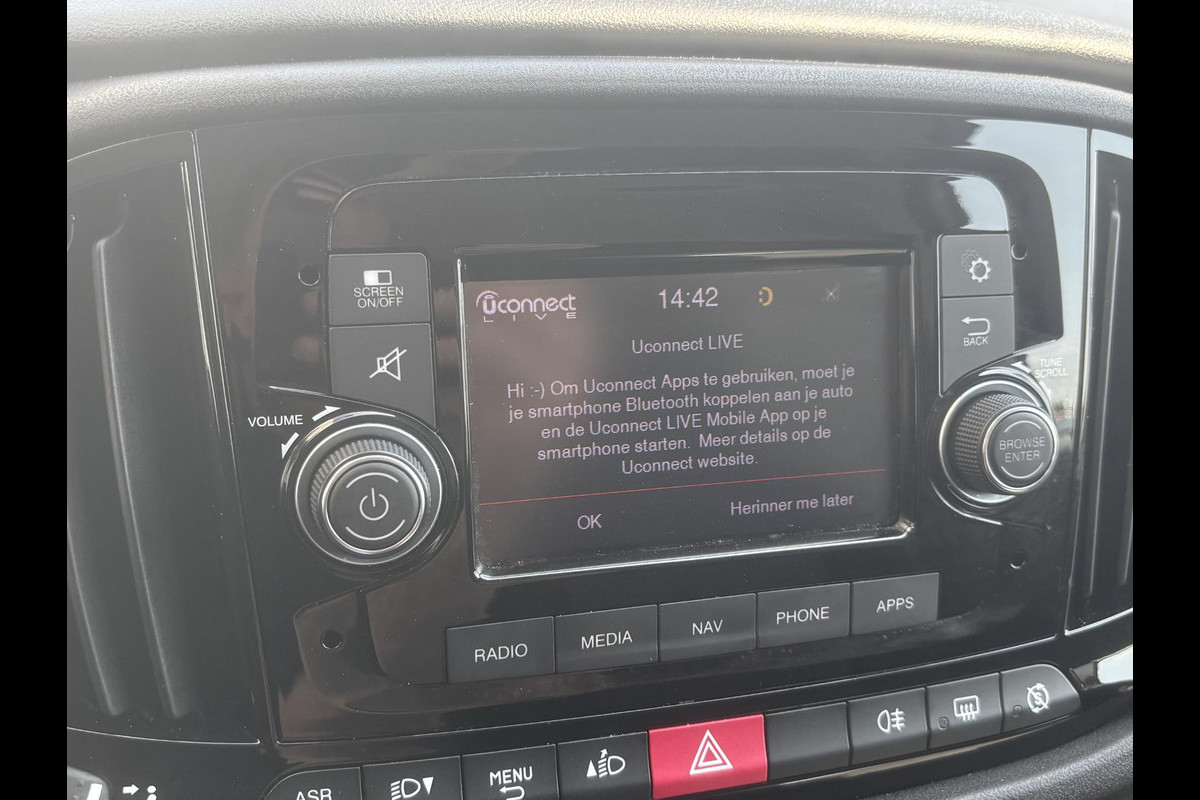 SCREEN
ON/OFF
uconnect
LIVE
14:42
BACK
TUNE
SCROLL
VOLUME
Uconnect LIVE
Hi :-) Om Uconnect Apps te gebruiken, moet je
je smartphone Bluetooth koppelen aan je auto
en de Uconnect LIVE Mobile App op je
smartphone starten. Meer details op de
Uconnect website.
OK
Herinner me later
BROWSE
ENTER
RADIO
MEDIA
NAV
PHONE
APPS
ASR
MENU